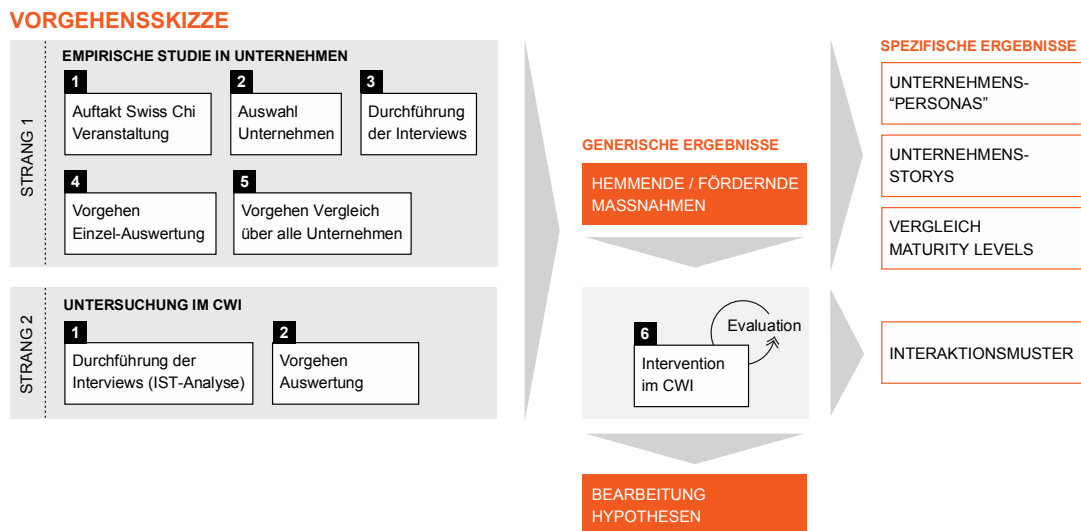 VORGEHENSSKIZZE
STRANG 1
EMPIRISCHE STUDIE IN UNTERNEHMEN
1
Auftakt Swiss Chi
Veranstaltung
2
Auswahl
Unternehmen
3
Durchführung
der Interviews
4
Vorgehen
Einzel-Auswertung
5
Vorgehen Vergleich
über alle Unternehmen
STRANG 2
UNTERSUCHUNG IM CWI
1
Durchführung der
Interviews (IST-Analyse)
2
Vorgehen
Auswertung
GENERISCHE ERGEBNISSE
HEMMENDE / FÖRDERNDE
MASSNAHMEN
6
Intervention
im CWI
Evaluation
BEARBEITUNG
HYPOTHESEN
SPEZIFISCHE ERGEBNISSE
UNTERNEHMENS-
“PERSONAS”
UNTERNEHMENS-
STORYS
VERGLEICH
MATURITY LEVELS
INTERAKTIONSMUSTER